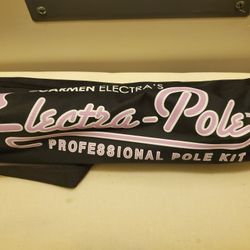 CARMEN ELECTRA'S
Electra-Pole
PROFESSIONAL POLE KIT